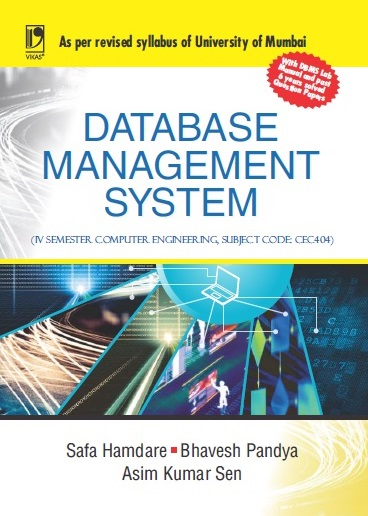 VIKAS®
As per revised syllabus of University of Mumbai
With DBMS Lab
Manual and past
6 years solved
Question Papers
DATABASE
MANAGEMENT
SYSTEM
(IV SEMESTER COMPUTER ENGINEERING, SUBJECT CODE: CEC404)
Safa Hamdare ▪ Bhavesh Pandya
Asim Kumar Sen